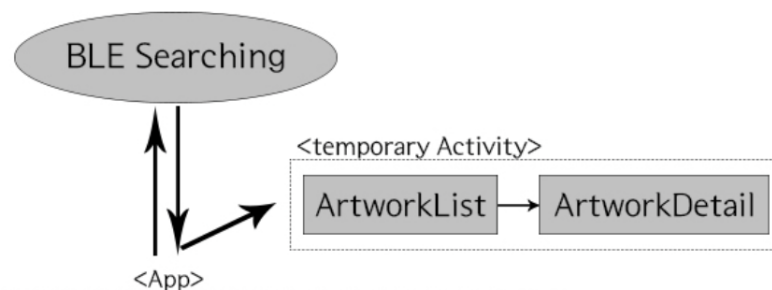 BLE Searching
<temporary Activity>
ArtworkList
ArtworkDetail
<App>